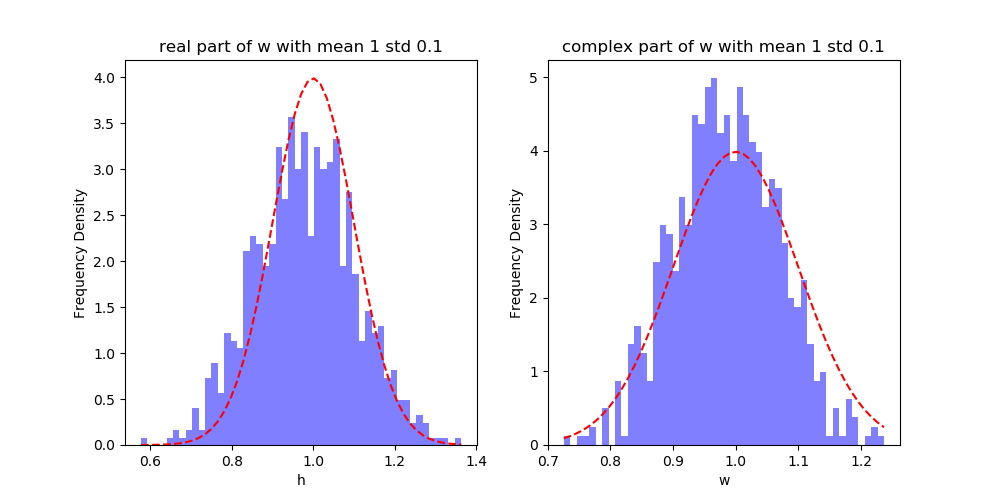 real part of w with mean 1 std 0.1
Frequency Density
4.0
3.5
3.0
2.5
2.0
1.5
1.0
0.5
0.0
0.6 0.8 1.0 1.2 1.4
h
complex part of w with mean 1 std 0.1
Frequency Density
5
4
3
2
1
0
0.7 0.8 0.9 1.0 1.1 1.2
w